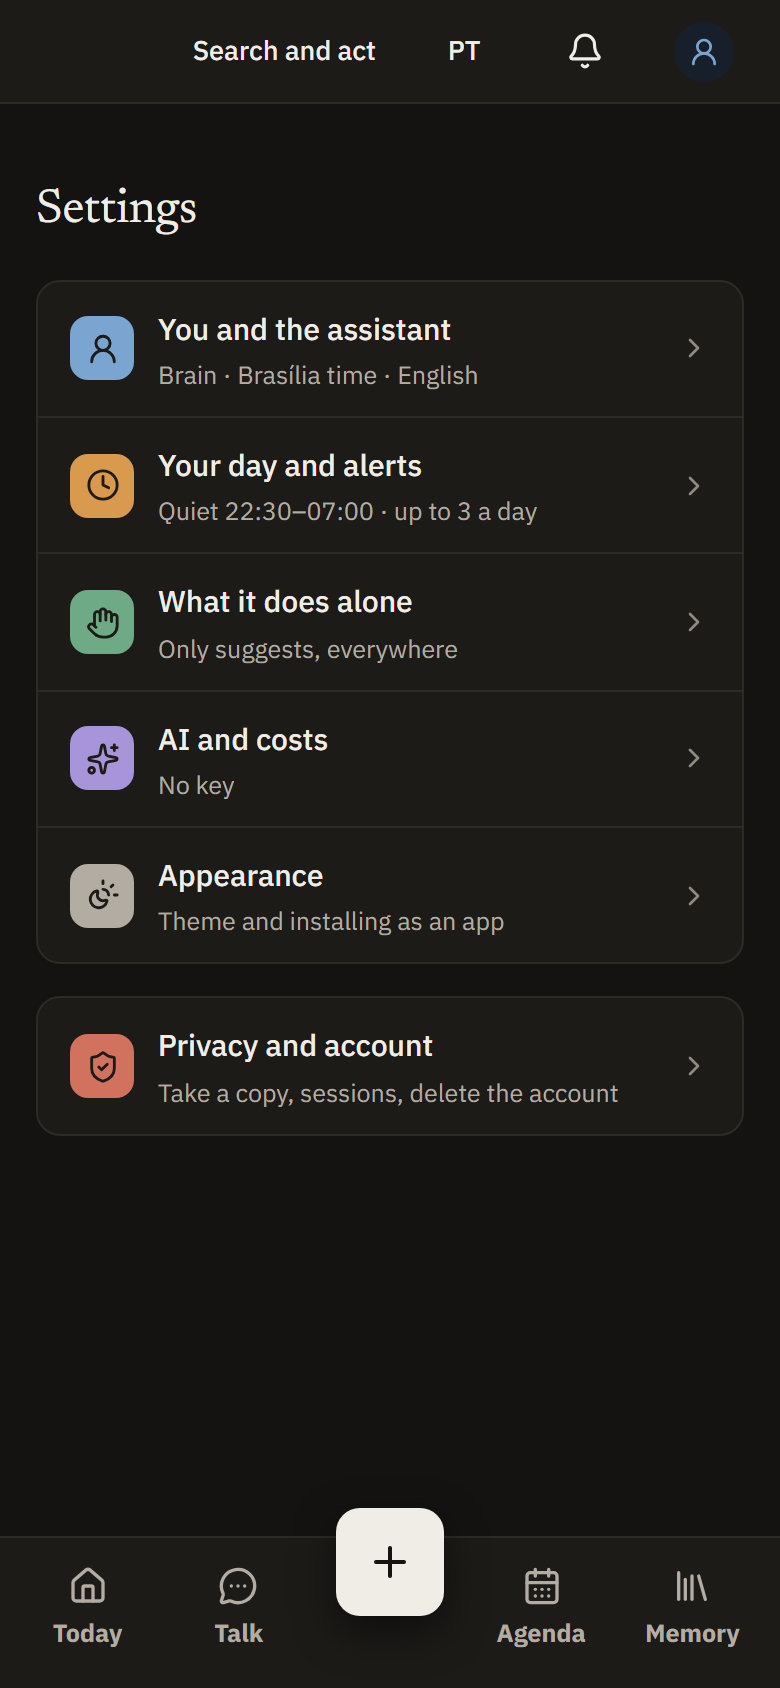 Search and act
PT
Settings
You and the assistant
Brain · Brasília time · English
Your day and alerts
Quiet 22:30–07:00 · up to 3 a day
What it does alone
Only suggests, everywhere
AI and costs
No key
Appearance
Theme and installing as an app
Privacy and account
Take a copy, sessions, delete the account
Today
Talk
Agenda
Memory